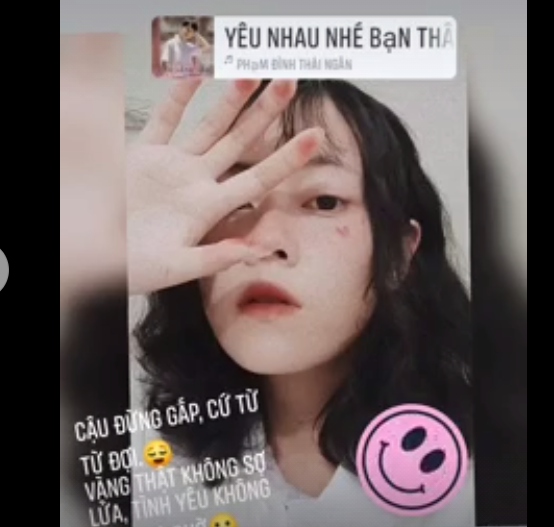 YÊU NHAU NHÉ BẠN THÂ
PHẠM ĐÌNH THÁI NGÂN
CẬU ĐỪNG GẤP, CỨ TỪ
TỪ ĐỢI.😌
VÀNG THẬT KHÔNG SỢ
LỬA, TÌNH YÊU KHÔNG